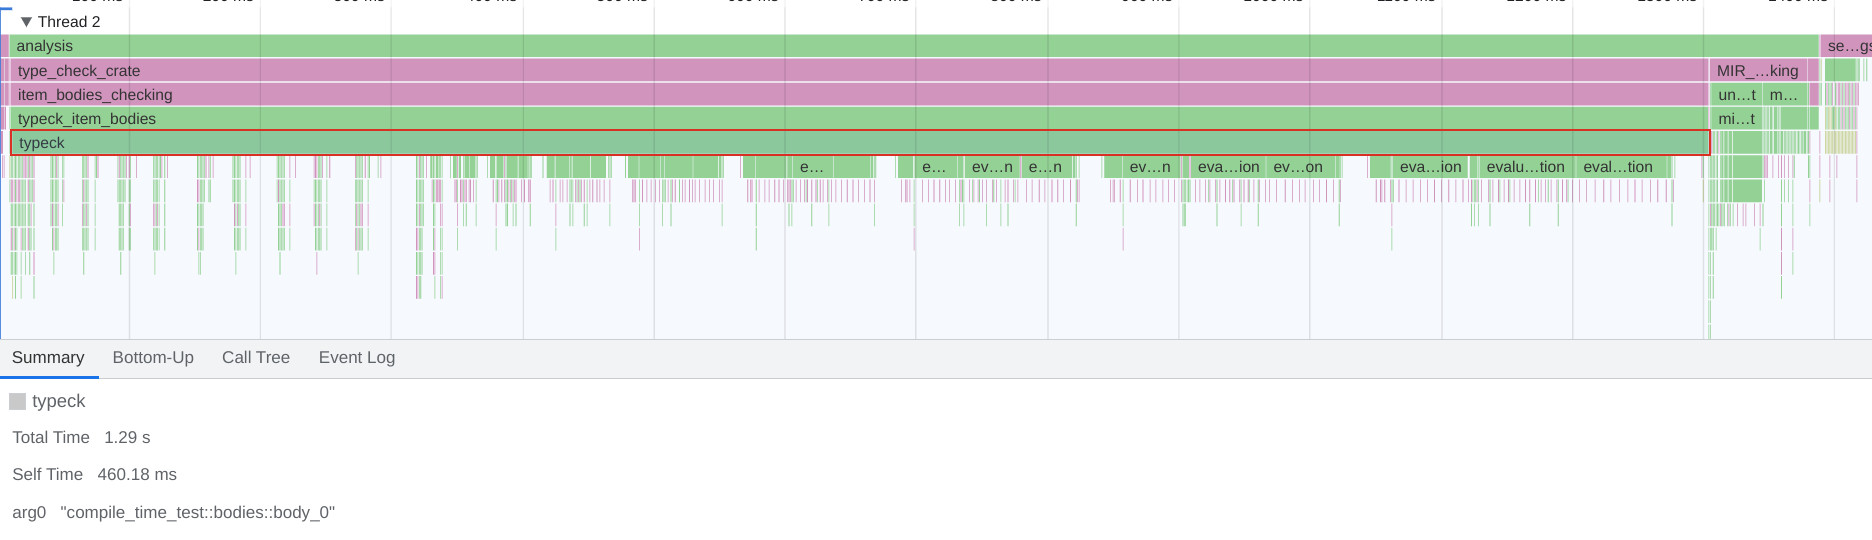 Thread 2
analysis
se…gs
type_check_crate
MIR_…king
item_bodies_checking
un…t
m…
typeck_item_bodies
mi…t
typeck
e…
e…
ev…n
e…n
ev…n
eva…ion
ev…on
eva…ion
evalu…tion
eval…tion
Summary
Bottom-Up
Call Tree
Event Log
typeck
Total Time 1.29 s
Self Time 460.18 ms
arg0 "compile_time_test::bodies::body_0"